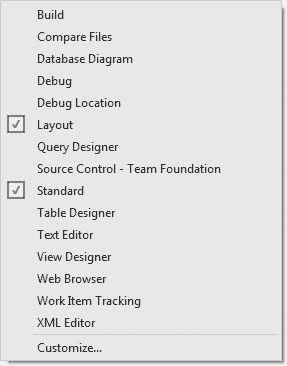 Build
Compare Files
Database Diagram
Debug
Debug Location
Layout
Query Designer
Source Control - Team Foundation
Standard
Table Designer
Text Editor
View Designer
Web Browser
Work Item Tracking
XML Editor
Customize...